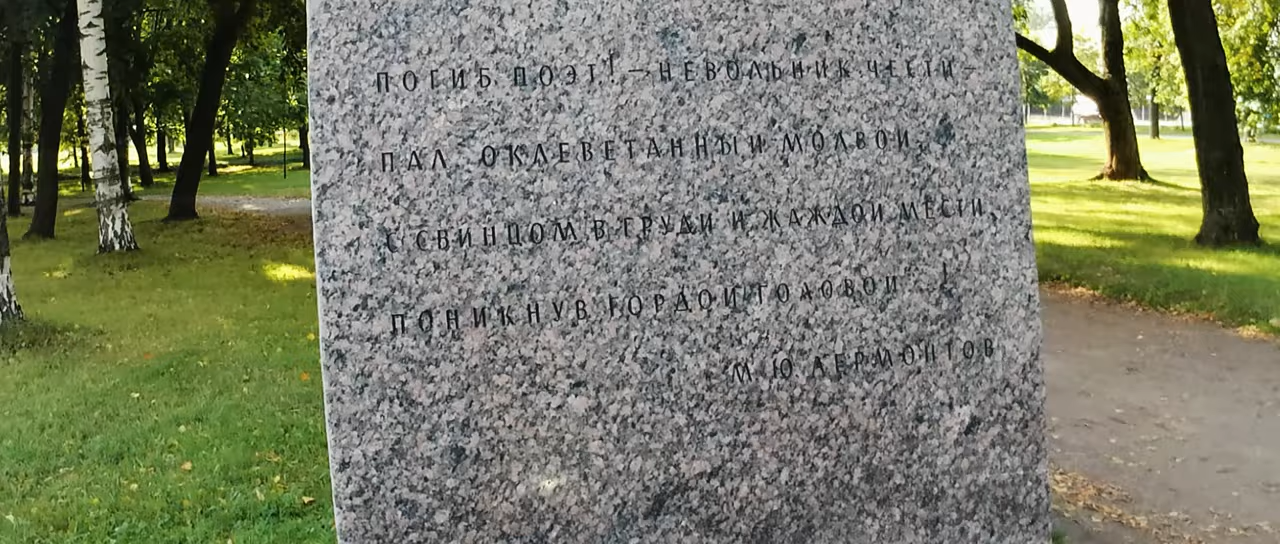 ПОГИБ ПОЭТ! – НЕВОЛЬНИК ЧЕСТИ –
ПАЛ, ОКЛЕВЕТАННЫЙ МОЛВОЙ,
С СВИНЦОМ В ГРУДИ И ЖАЖДОЙ МЕСТИ,
ПОНИКНУВ ГОРДОЙ ГОЛОВОЙ!
М.Ю. ЛЕРМОНТОВ